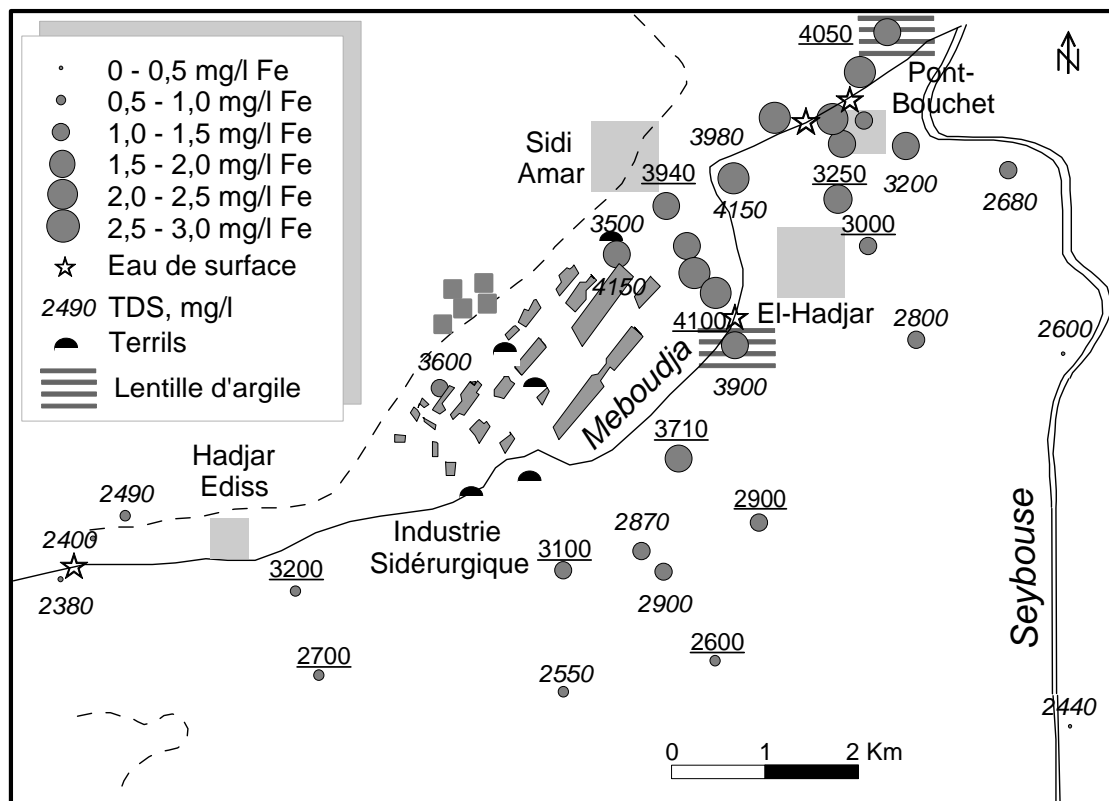 0 - 0,5 mg/l Fe
0,5 - 1,0 mg/l Fe
1,0 - 1,5 mg/l Fe
1,5 - 2,0 mg/l Fe
2,0 - 2,5 mg/l Fe
2,5 - 3,0 mg/l Fe
Eau de surface
2490 TDS, mg/l
Terrils
Lentille d'argile
4050
N
Pont-
Bouchet
Sidi
Amar
3980
3940
4150
3250
3200
2680
3500
3000
4150
4100
El-Hadjar
2800
2600
3600
3900
Meboudja
3710
Hadjar
Ediss
2490
2400
2900
2870
Industrie
Sidérurgique
3100
2900
3200
2380
Seybouse
2700
2600
2550
2440
0 1 2 Km